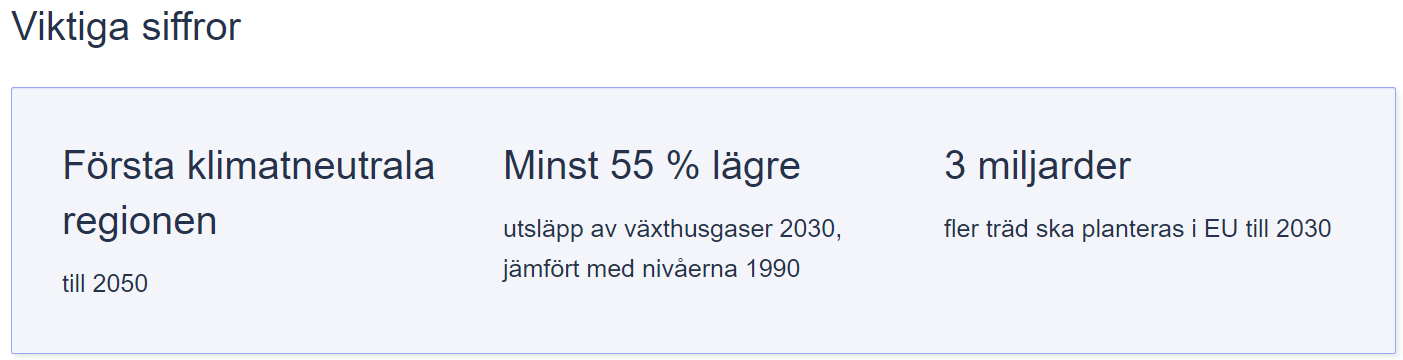 Viktiga siffror
Första klimatneutrala
regionen
till 2050
Minst 55 % lägre
utsläpp av växthusgaser 2030,
jämfört med nivåerna 1990
3 miljarder
fler träd ska planteras i EU till 2030